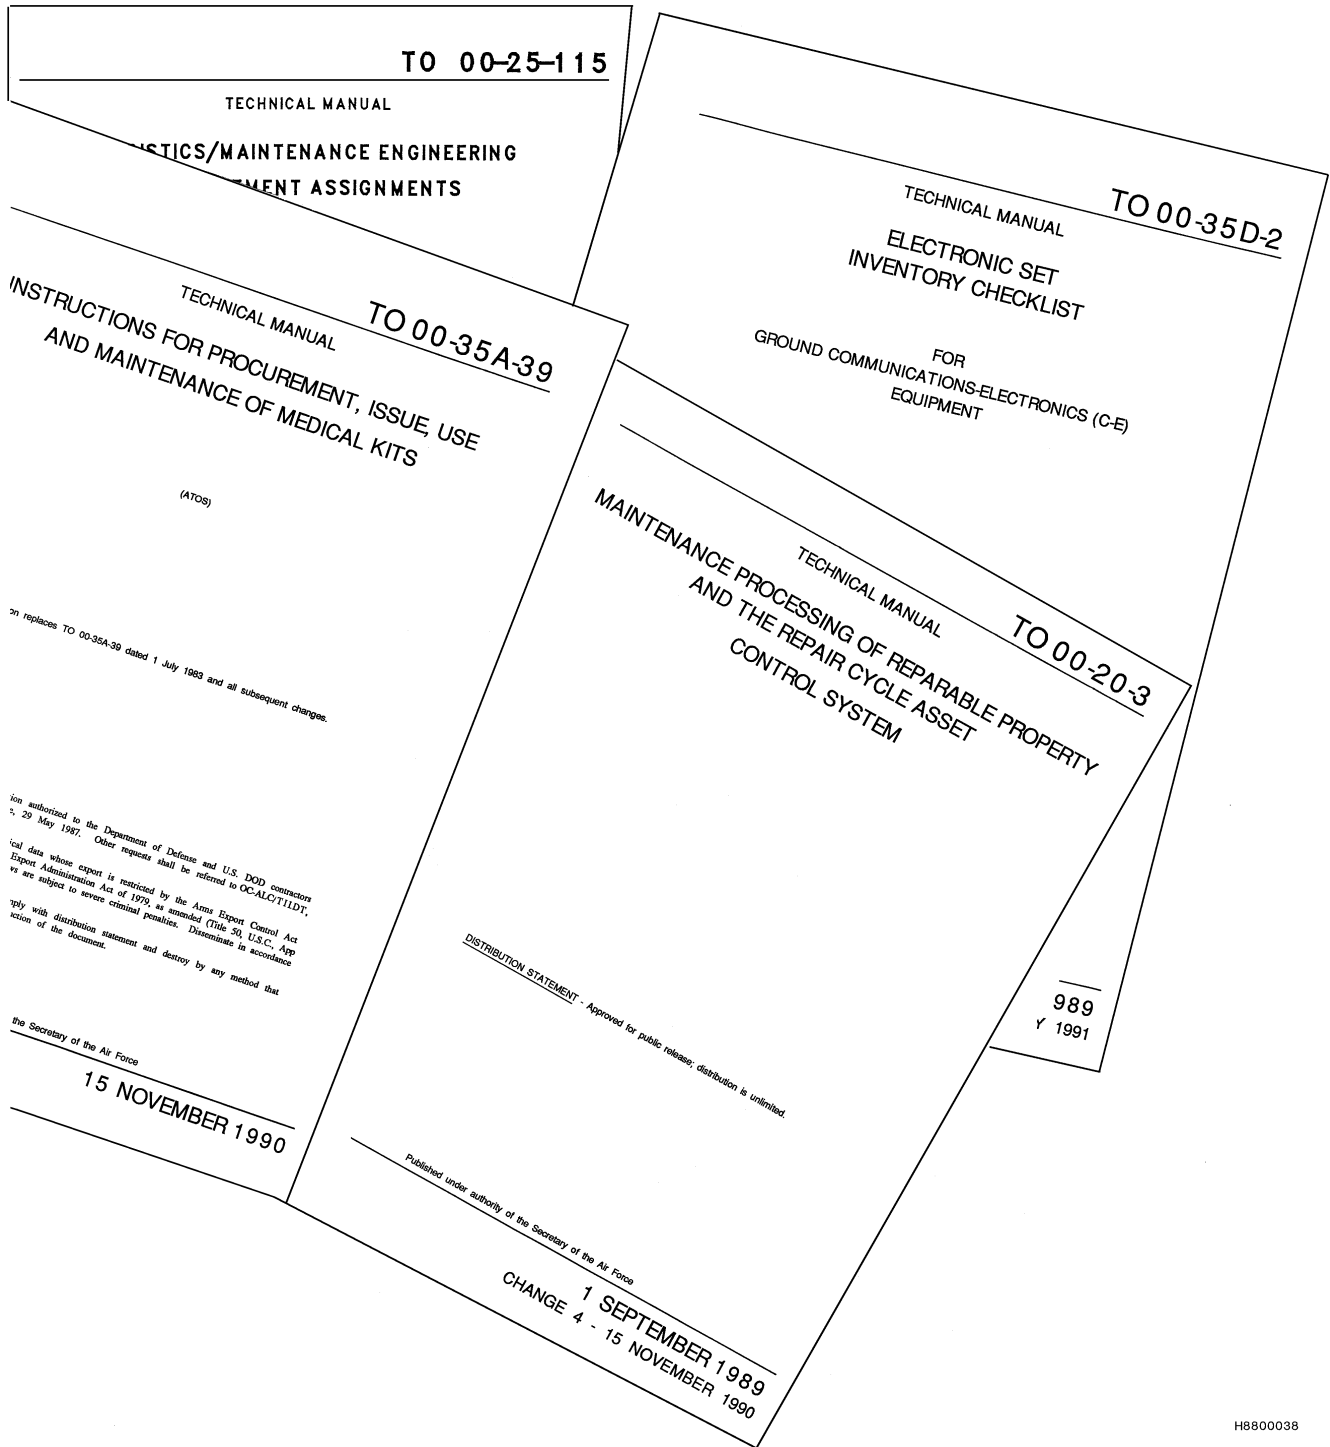 TO 00-25-115
TECHNICAL MANUAL
ISTICS/MAINTENANCE ENGINEERING
EMENT ASSIGNMENTS
TO 00-35D-2
TECHNICAL MANUAL
ELECTRONIC SET
INVENTORY CHECKLIST
FOR
GROUND COMMUNICATIONS-ELECTRONICS (C-E)
EQUIPMENT
989
Y 1991
TO 00-35A-39
TECHNICAL MANUAL
INSTRUCTIONS FOR PROCUREMENT, ISSUE, USE
AND MAINTENANCE OF MEDICAL KITS
(ATOS)
on replaces TO 00-35A-39 dated 1 July 1983 and all subsequent changes.
ion authorized to the Department of Defense and U.S. DOD contractors
e, 29 May 1987. Other requests shall be referred to OC-ALC/TILDT,
ical data whose export is restricted by the Arms Export Control Act
Export Administration Act of 1979, as amended (Title 50, U.S.C., App
ws are subject to severe criminal penalties. Disseminate in accordance
mply with distribution statement and destroy by any method that
uction of the document.
the Secretary of the Air Force
15 NOVEMBER 1990
TO 00-20-3
TECHNICAL MANUAL
MAINTENANCE PROCESSING OF REPARABLE PROPERTY
AND THE REPAIR CYCLE ASSET
CONTROL SYSTEM
DISTRIBUTION STATEMENT - Approved for public release; distribution is unlimited.
Published under authority of the Secretary of the Air Force
1 SEPTEMBER 1989
CHANGE 4 - 15 NOVEMBER 1990
H8800038